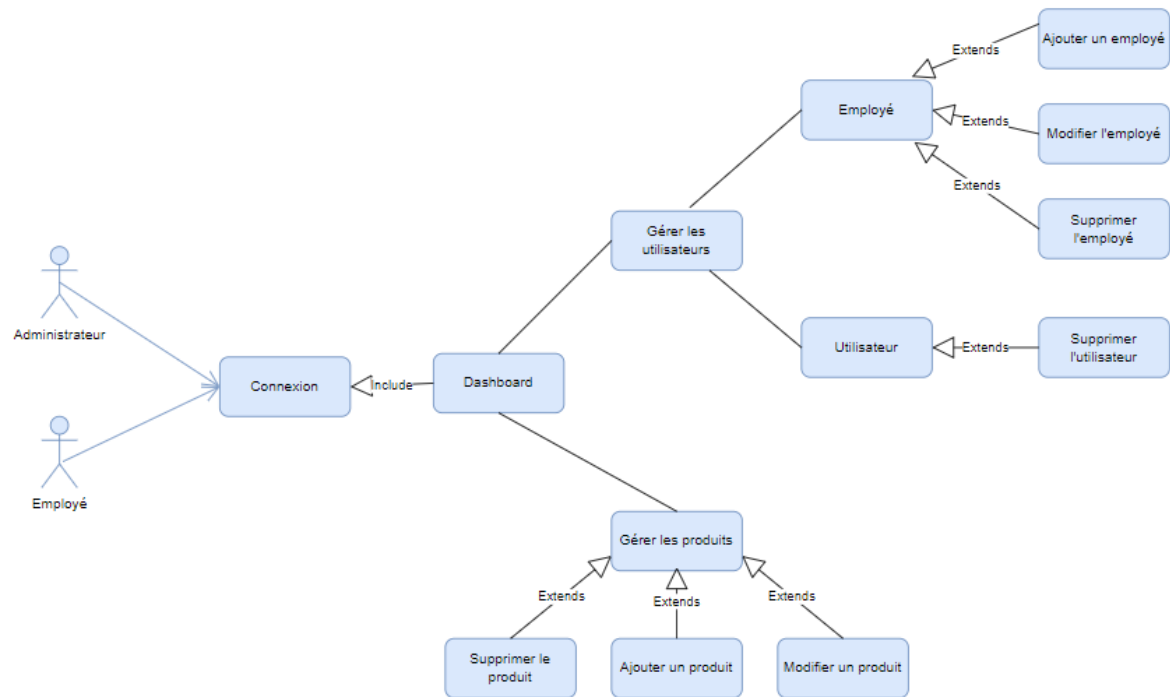 Ajouter un employé
Extends
Employé
Extends
Modifier l'employé
Extends
Supprimer
l'employé
Gérer les
utilisateurs
Administrateur
Utilisateur
Extends
Supprimer
l'utilisateur
Connexion
Include
Dashboard
Employé
Gérer les produits
Extends
Extends
Extends
Supprimer le
produit
Ajouter un produit
Modifier un produit